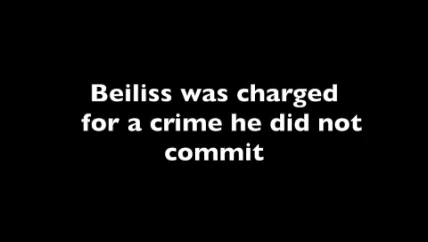 Beiliss was charged
for a crime he did not
commit